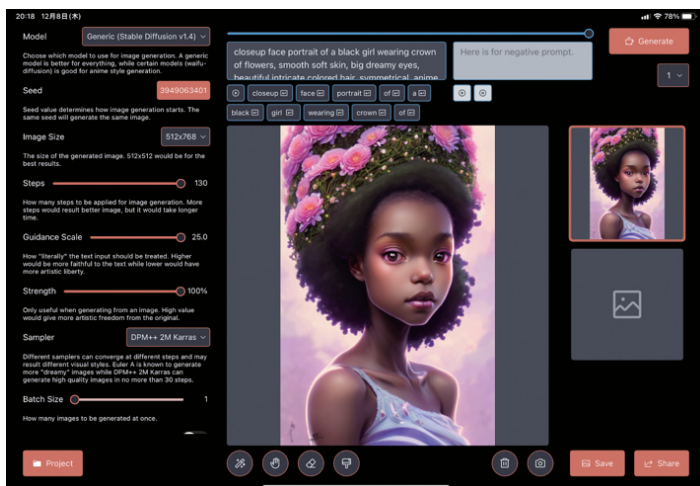 20:18 12月8日(木)
78%
Model
Generic (Stable Diffusion v1.4)
Choose which model to use for image generation. A generic
model is better for everything, while certain models (waifu-
diffusion) is good for anime style generation.
Seed
3949063401
Seed value determines how image generation starts. The
same seed will generate the same image.
Image Size
512x768
The size of the generated image. 512x512 would be for the
best results.
Steps
130
How many steps to be applied for image generation. More
steps would result better image, but it would take longer
time.
Guidance Scale
25.0
How "literally" the text input should be treated. Higher
would be more faithful to the text while lower would have
more artistic liberty.
Strength
100%
Only useful when generating from an image. High value
would give more artistic freedom from the original.
Sampler
DPM++ 2M Karras
Different samplers can converge at different steps and may
result different visual styles. Euler A is known to generate
more "dreamy" images while DPM++ 2M Karras can
generate high quality images in no more than 30 steps.
Batch Size
1
How many images to be generated at once.
Project
closeup face portrait of a black girl wearing crown
of flowers, smooth soft skin, big dreamy eyes,
beautiful intricate colored hair, symmetrical, anime
Here is for negative prompt.
closeup face portrait of a
black girl wearing crown of
Generate
1
Save
Share